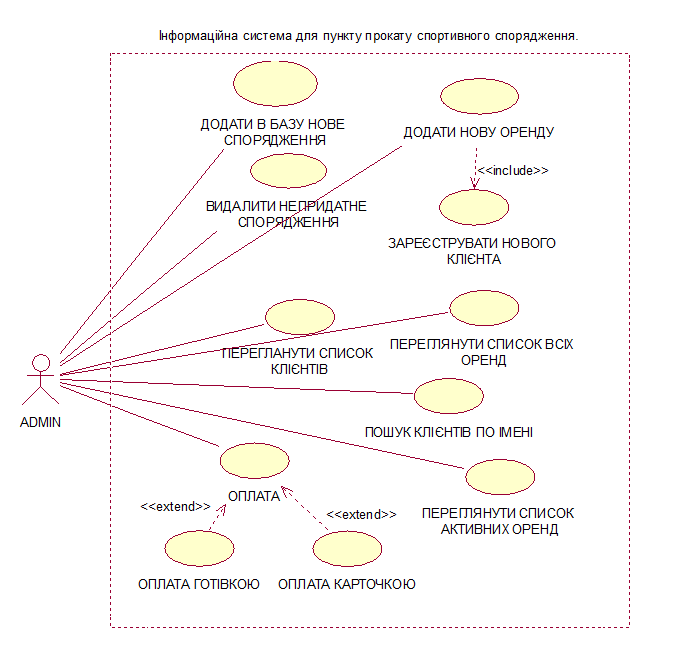 Інформаційна система для пункту прокату спортивного спорядження.
ДОДАТИ В БАЗУ НОВЕ
СПОРЯДЖЕННЯ
ДОДАТИ НОВУ ОРЕНДУ
<<include>>
ВИДАЛИТИ НЕПРИДАТНЕ
СПОРЯДЖЕННЯ
ЗАРЕЄСТРУВАТИ НОВОГО
КЛІЄНТА
ПЕРЕГЛАНУТИ СПИСОК
КЛІЄНТІВ
ПЕРЕГЛЯНУТИ СПИСОК ВСІХ
ОРЕНД
ADMIN
ПОШУК КЛІЄНТІВ ПО ІМЕНІ
ОПЛАТА
ПЕРЕГЛЯНУТИ СПИСОК
АКТИВНИХ ОРЕНД
<<extend>>
<<extend>>
ОПЛАТА ГОТІВКОЮ
ОПЛАТА КАРТОЧКОЮ